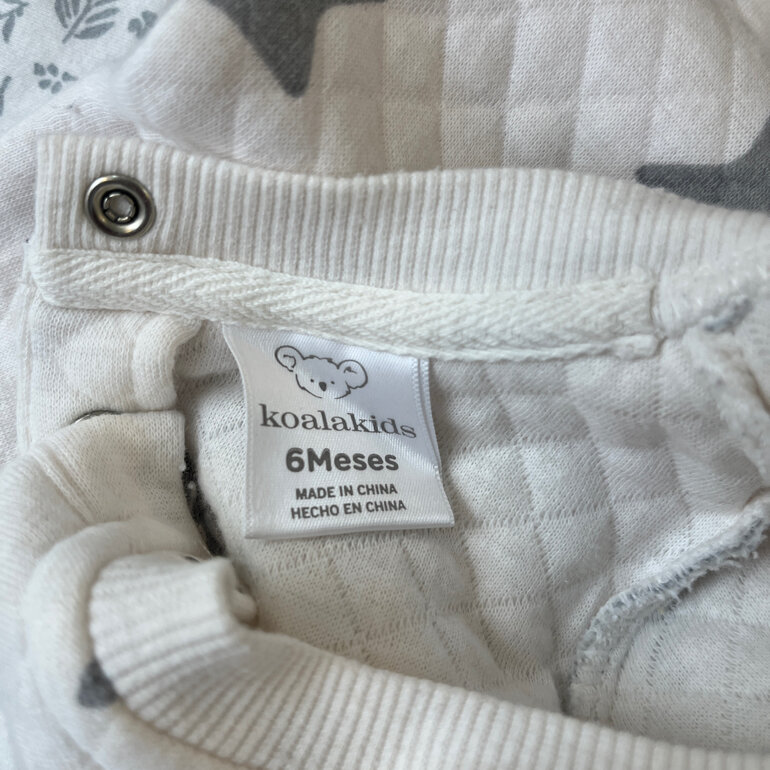 koalakids
6Meses
MADE IN CHINA
HECHO EN CHINA